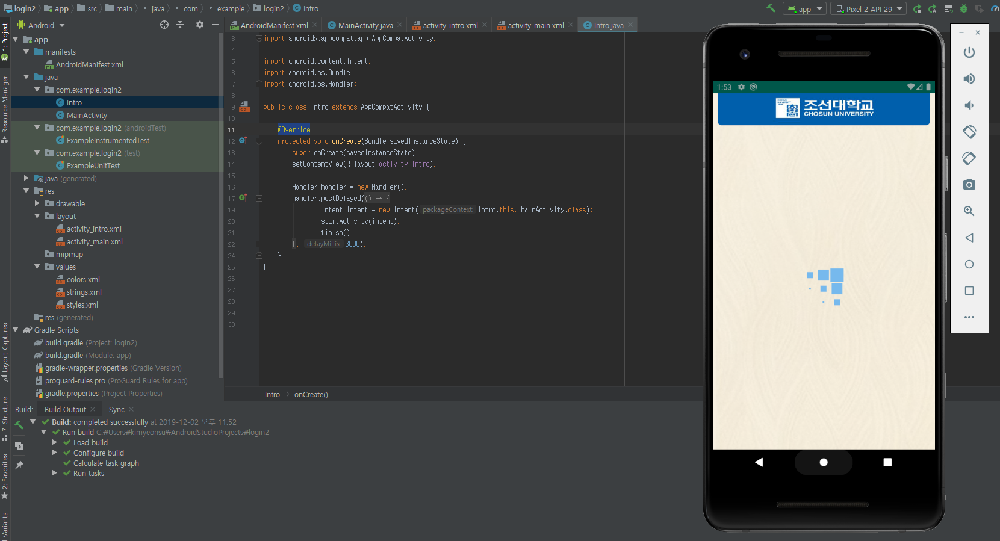 login2 app src main java com example login2 Intro
app Pixel 2 API 29
Android
AndroidManifest.xml MainActivity.java activity_intro.xml activity_main.xml Intro.java
1: Project
Resource Manager
Layout Captures
7: Structure
2: Favorites
Variants
app
manifests
AndroidManifest.xml
java
com.example.login2
Intro
MainActivity
com.example.login2 (androidTest)
ExampleInstrumentedTest
com.example.login2 (test)
ExampleUnitTest
java (generated)
res
drawable
layout
activity_intro.xml
activity_main.xml
mipmap
values
colors.xml
strings.xml
styles.xml
res (generated)
Gradle Scripts
build.gradle (Project: login2)
build.gradle (Module: app)
gradle-wrapper.properties (Gradle Version)
proguard-rules.pro (ProGuard Rules for app)
gradle.properties (Project Properties)
3 import androidx.appcompat.app.AppCompatActivity;
4
5 import android.content.Intent;
6 import android.os.Bundle;
7 import android.os.Handler;
8
9 public class Intro extends AppCompatActivity {
10
11 @Override
12 protected void onCreate(Bundle savedInstanceState) {
13 super.onCreate(savedInstanceState);
14 setContentView(R.layout.activity_intro);
15
16 Handler handler = new Handler();
17 handler.postDelayed(() → {
19 Intent intent = new Intent( packageContext: Intro.this, MainActivity.class);
20 startActivity(intent);
21 finish();
22 }, delayMillis: 3000);
24 }
25 }
26
27
28
29
30
Intro onCreate()
Build: Build Output Sync
Build: completed successfully at 2019-12-02 오후 11:52
Run build C:₩Users₩kimyeonsu₩AndroidStudioProjects₩login2
Load build
Configure build
Calculate task graph
Run tasks
1:53
조선대학교
CHOSUN UNIVERSITY